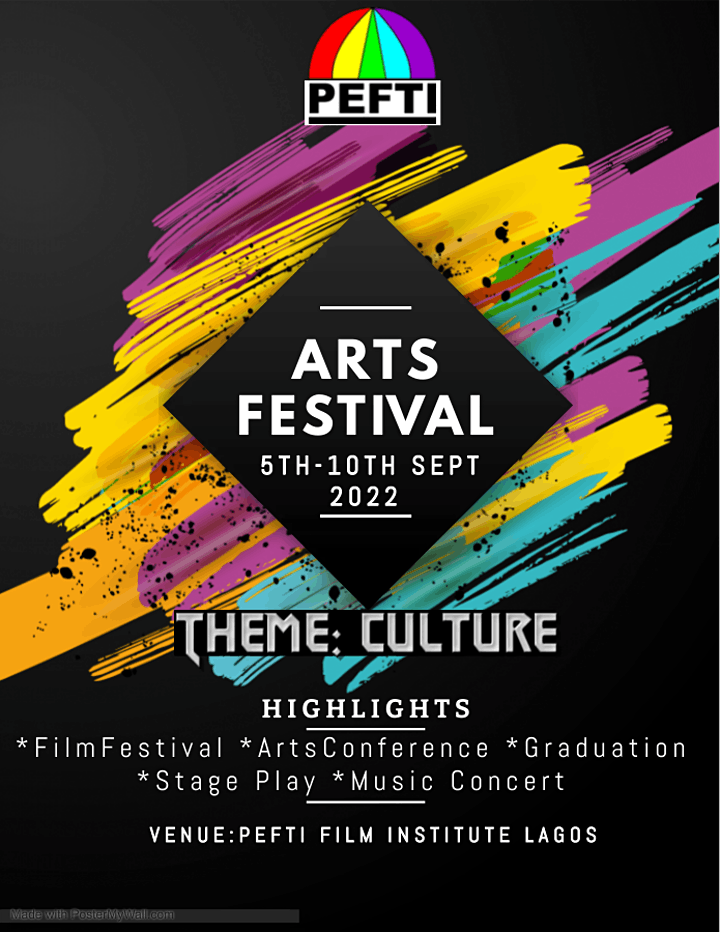 PEFTI
ARTS
FESTIVAL
5TH-10TH SEPT
2022
THEME: CULTURE
HIGHLIGHTS
*FilmFestival *ArtsConference *Graduation
*Stage Play *Music Concert
VENUE:PEFTI FILM INSTITUTE LAGOS
Made with PosterMyWall.com